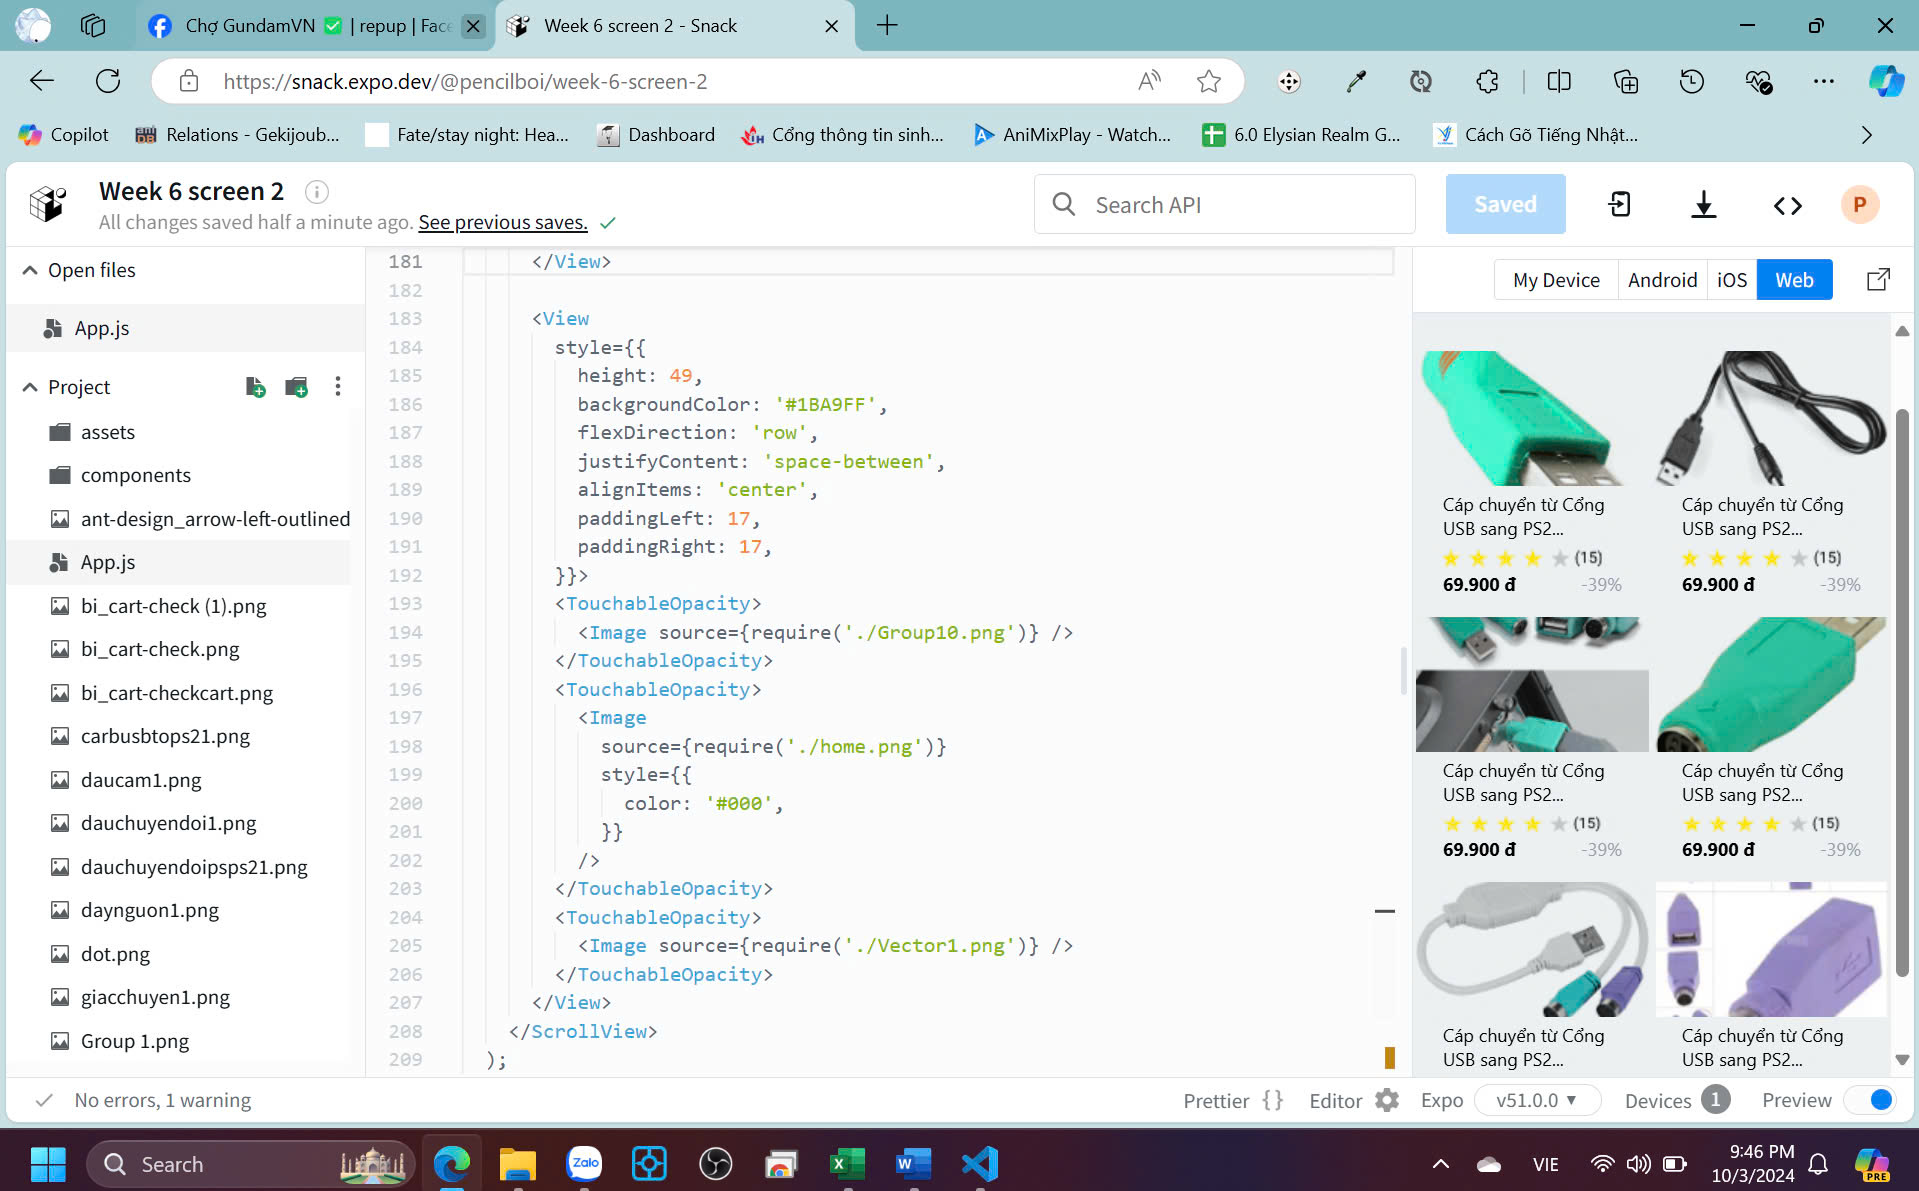 Chợ GundamVN ✅ | repup | Face
Week 6 screen 2 - Snack
https://snack.expo.dev/@pencilboi/week-6-screen-2
Copilot
Relations - Gekijoub...
Fate/stay night: Hea...
Dashboard
Cổng thông tin sinh...
AniMixPlay - Watch...
6.0 Elysian Realm G...
Cách Gõ Tiếng Nhật...
Week 6 screen 2
All changes saved half a minute ago. See previous saves.
Search API
Saved
P
Open files
App.js
Project
assets
components
ant-design_arrow-left-outlined
App.js
bi_cart-check (1).png
bi_cart-check.png
bi_cart-checkcart.png
carbusbtops21.png
daucam1.png
dauchuyendoi1.png
dauchuyendoipsps21.png
daynguon1.png
dot.png
giacchuyen1.png
Group 1.png
181 </View>
182
183 <View
184 style={{
185 height: 49,
186 backgroundColor: '#1BA9FF',
187 flexDirection: 'row',
188 justifyContent: 'space-between',
189 alignItems: 'center',
190 paddingLeft: 17,
191 paddingRight: 17,
192 }}>
193 <TouchableOpacity>
194 <Image source={require('./Group10.png')} />
195 </TouchableOpacity>
196 <TouchableOpacity>
197 <Image
198 source={require('./home.png')}
199 style={{
200 color: '#000',
201 }}
202 />
203 </TouchableOpacity>
204 <TouchableOpacity>
205 <Image source={require('./Vector1.png')} />
206 </TouchableOpacity>
207 </View>
208 </ScrollView>
209 );
My Device
Android
iOS
Web
Cáp chuyển từ Cổng
USB sang PS2...
(15)
69.900 đ -39%
Cáp chuyển từ Cổng
USB sang PS2...
(15)
69.900 đ -39%
Cáp chuyển từ Cổng
USB sang PS2...
(15)
69.900 đ -39%
Cáp chuyển từ Cổng
USB sang PS2...
(15)
69.900 đ -39%
Cáp chuyển từ Cổng
USB sang PS2...
Cáp chuyển từ Cổng
USB sang PS2...
No errors, 1 warning
Prettier {}
Editor
Expo
v51.0.0
Devices 1
Preview
Search
Zalo
VIE
9:46 PM
10/3/2024
PRE